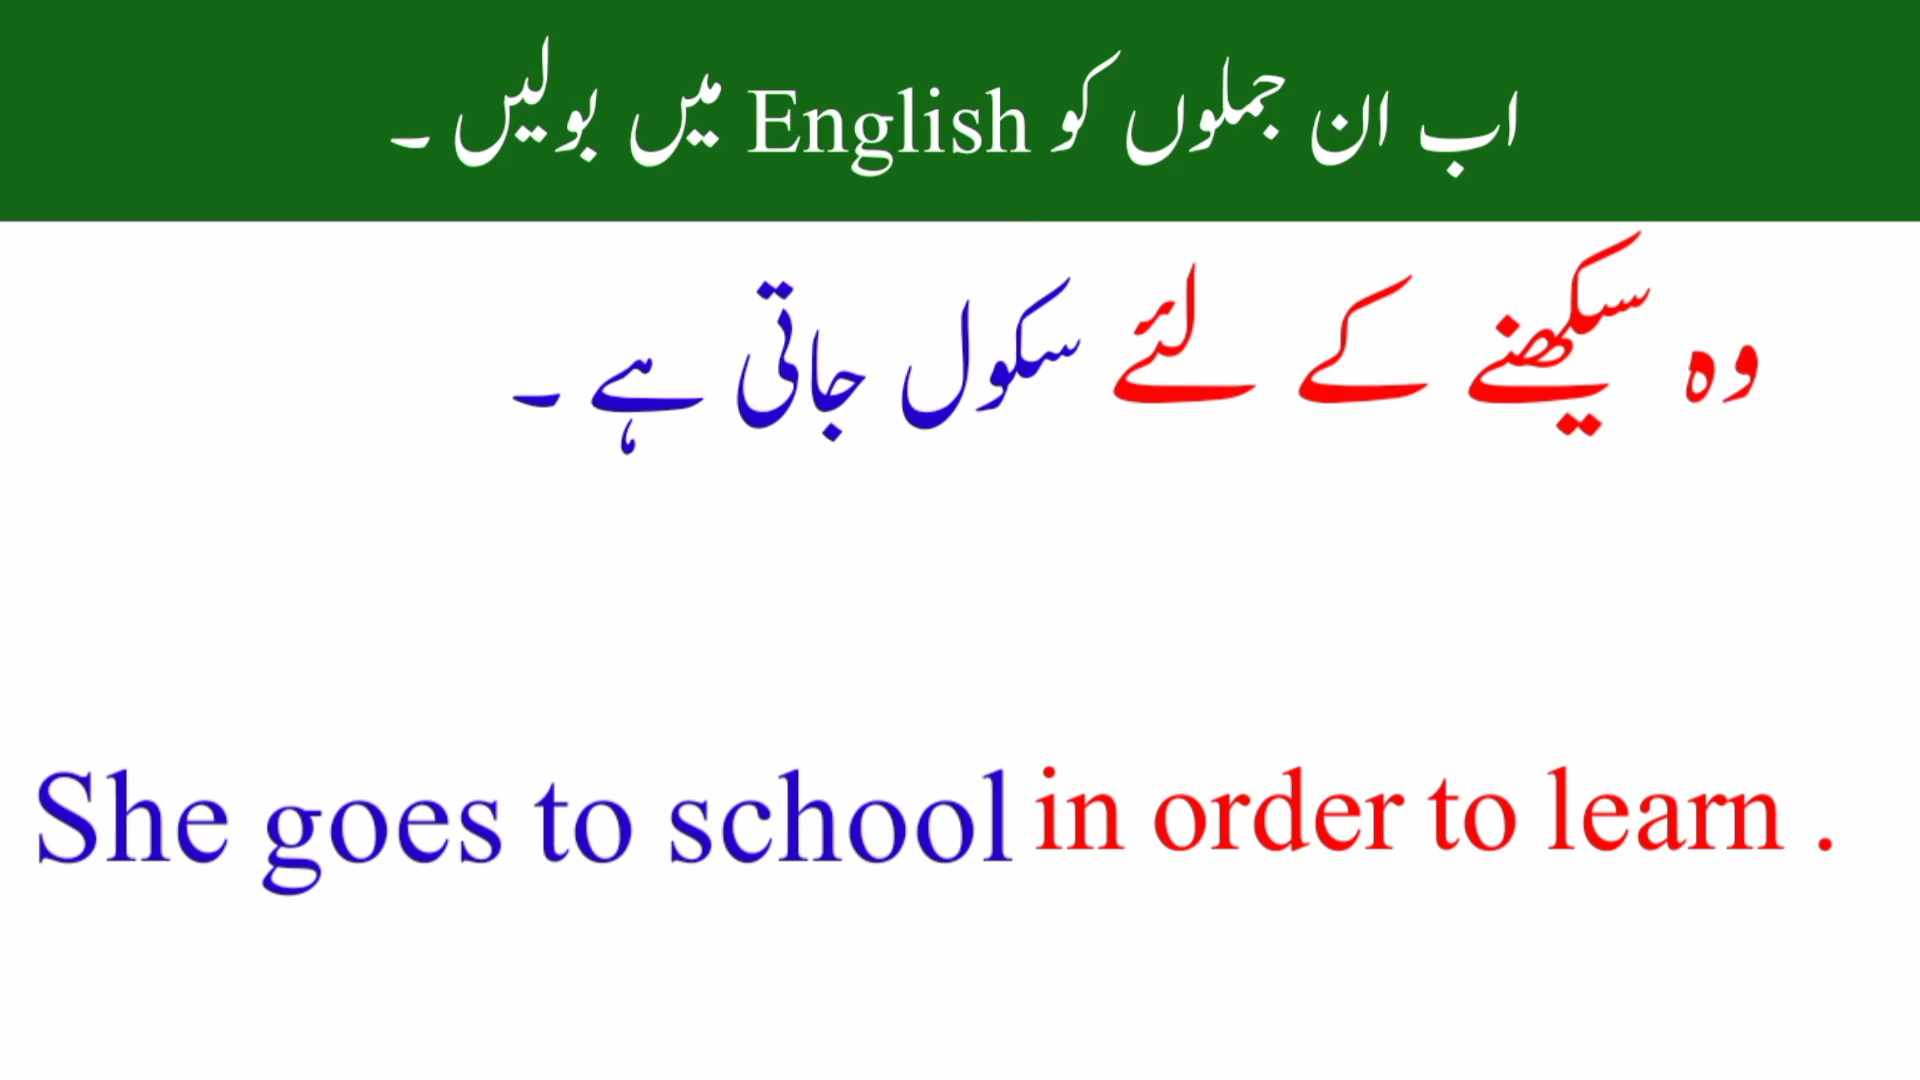 اب ان جملوں کو English میں بولیں ۔
وہ سیکھنے کے لئے سکول جاتی ہے ۔
She goes to school in order to learn .